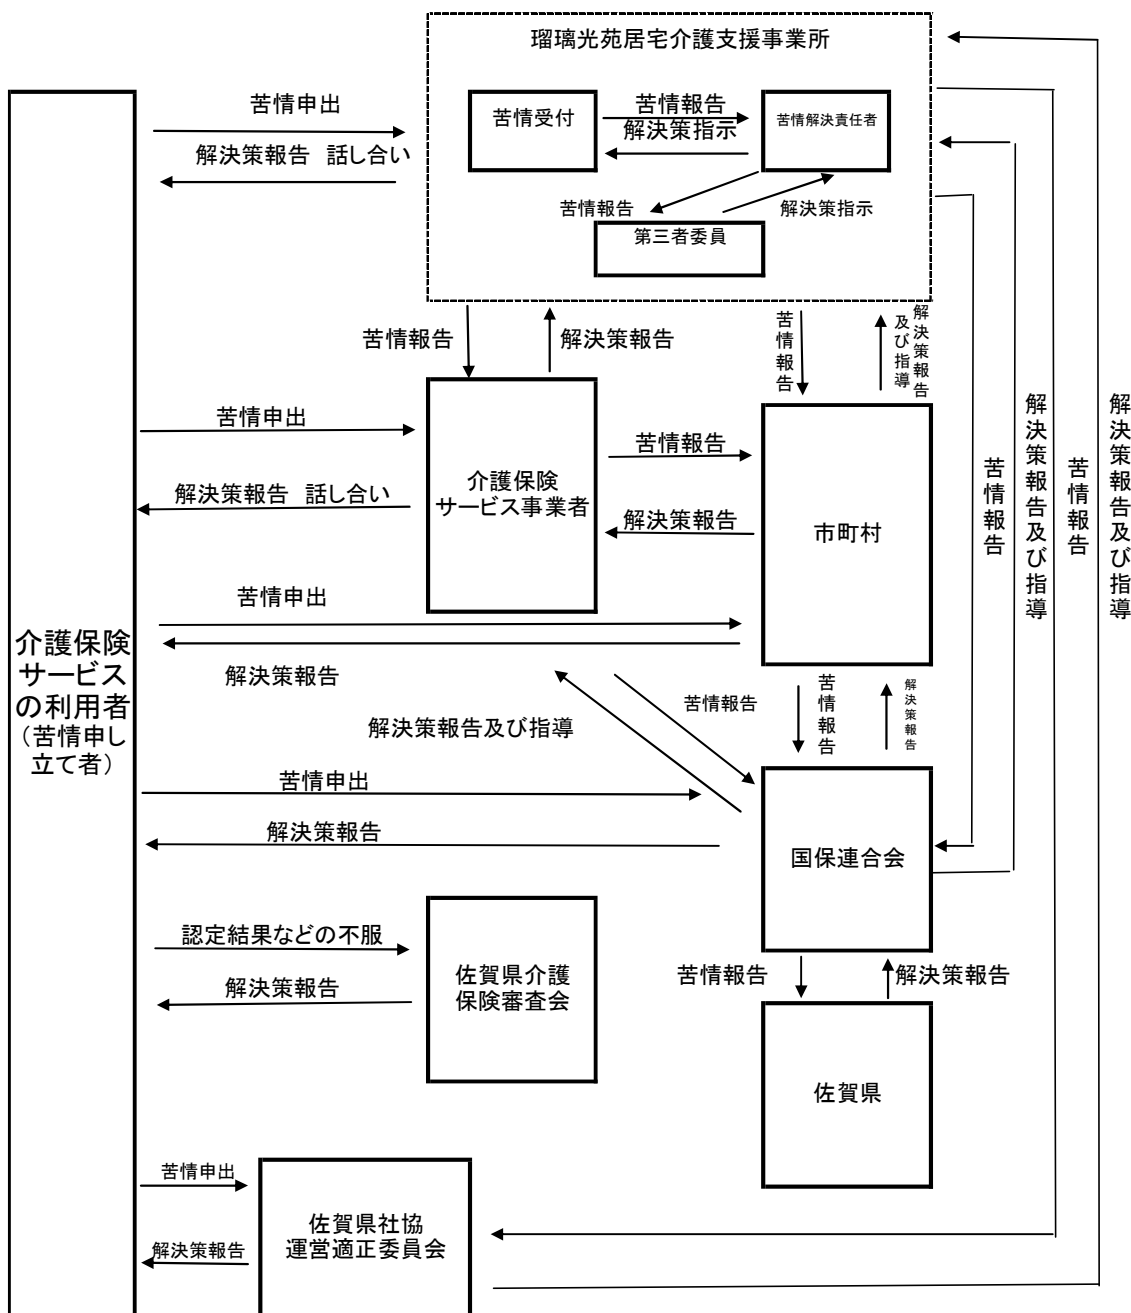 瑠璃光苑居宅介護支援事業所
苦情申出
解決策報告 話し合い
苦情受付
苦情報告
解決策指示
苦情解決責任者
苦情報告
解決策指示
第三者委員
苦情報告
解決策報告
苦情報告
解決策報告
及び指導
苦情申出
解決策報告 話し合い
介護保険
サービス事業者
苦情報告
解決策報告
市町村
苦情報告
解決策報告及び指導
苦情報告
解決策報告及び指導
苦情申出
解決策報告
介護保険
サービス
の利用者
(苦情申し
立て者)
解決策報告及び指導
苦情報告
苦情報告
解決策報告
苦情申出
解決策報告
国保連合会
認定結果などの不服
解決策報告
佐賀県介護
保険審査会
苦情報告
解決策報告
佐賀県
苦情申出
解決策報告
佐賀県社協
運営適正委員会